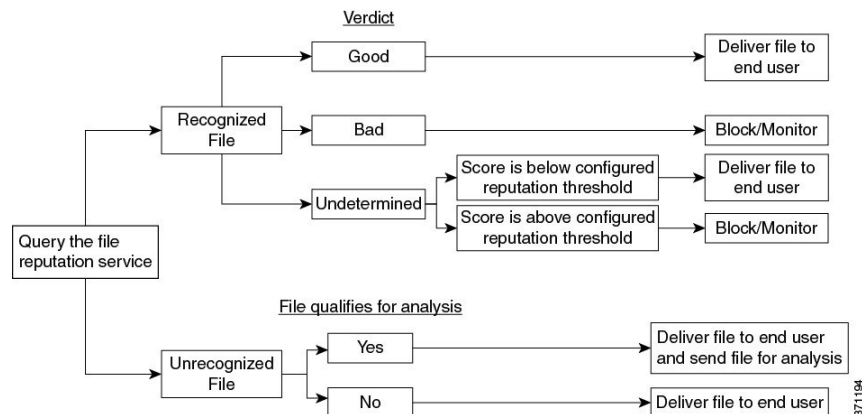 Verdict
Good
Deliver file to
end user
Recognized
File
Bad
Block/Monitor
Undetermined
Score is below configured
reputation threshold
Deliver file to
end user
Score is above configured
reputation threshold
Block/Monitor
Query the file
reputation service
File qualifies for analysis
Unrecognized
File
Yes
Deliver file to end user
and send file for analysis
No
Deliver file to end user
371194